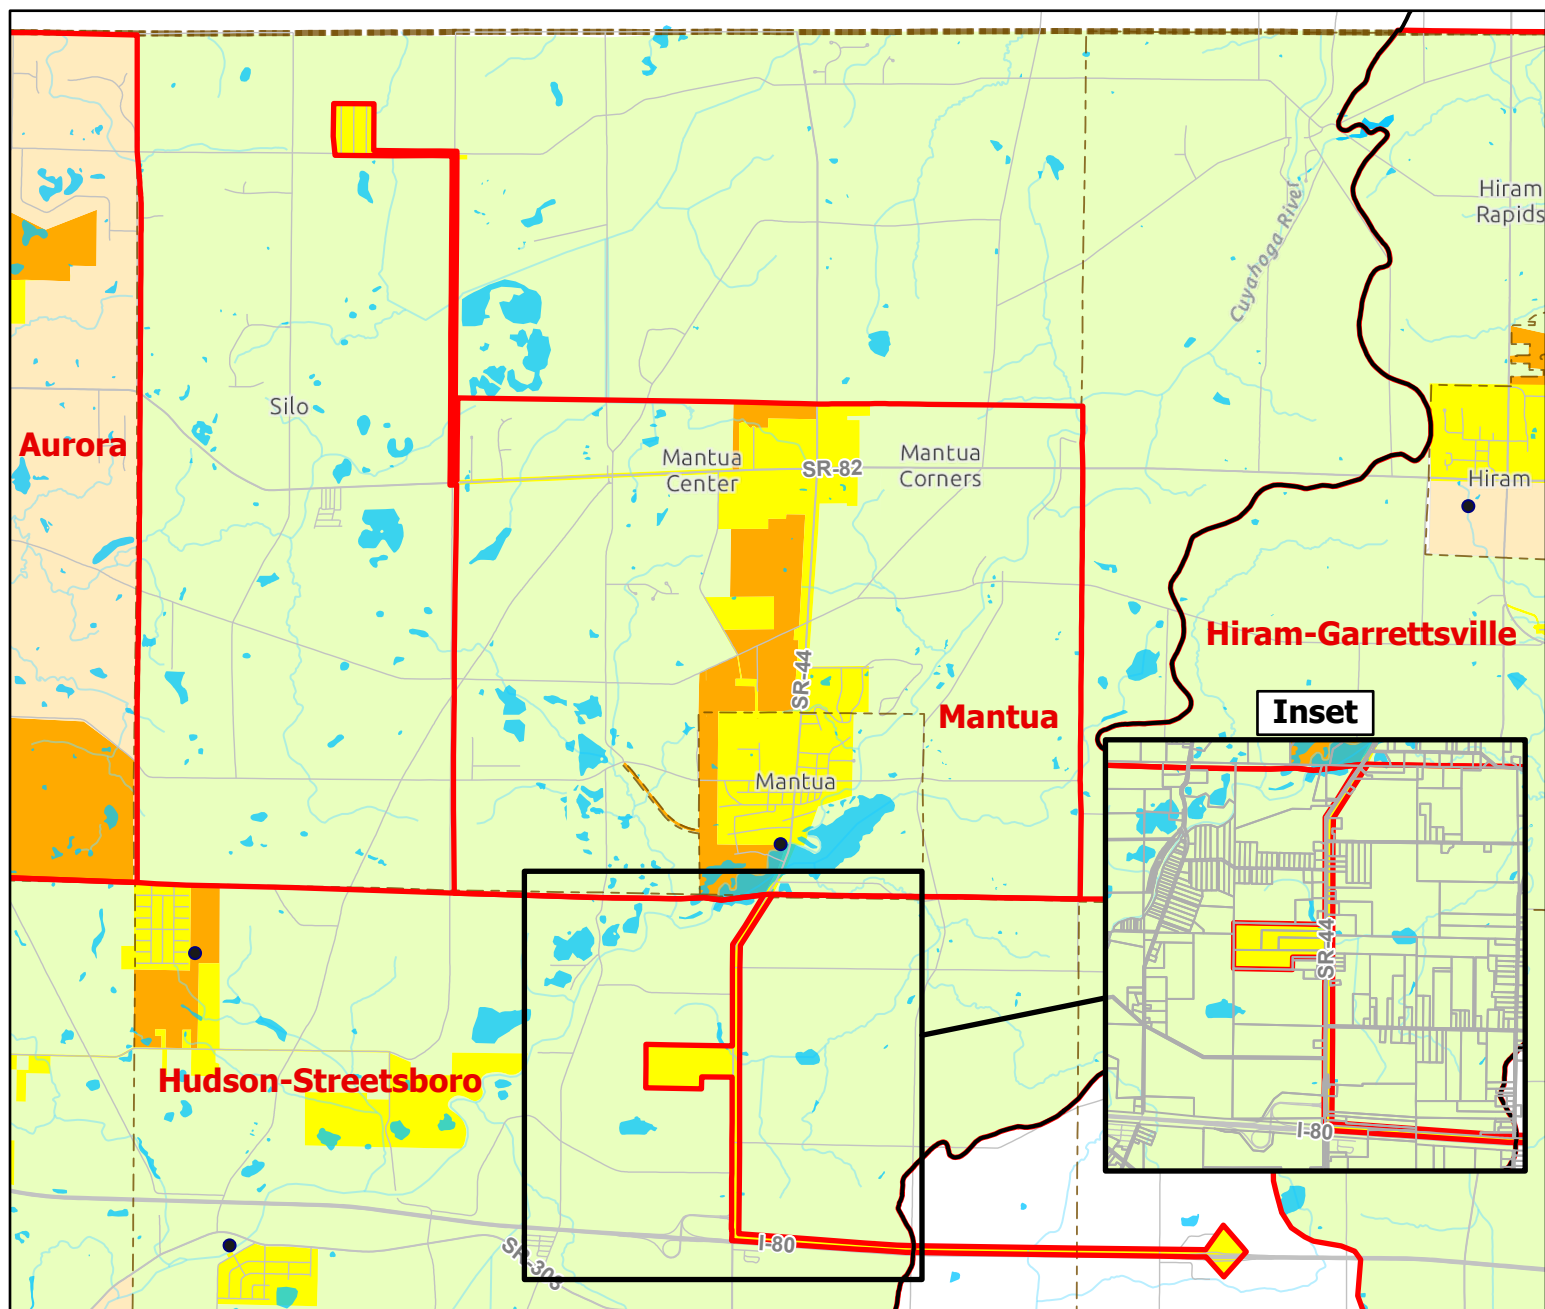 Hiram
Rapids
Cuyahoga River
Silo
Aurora
Mantua
Center
SR-82
Mantua
Corners
Hiram
Hiram-Garrettsville
SR-44
Mantua
Inset
Mantua
SR-44
Hudson-Streetsboro
I-80
I-80
SR-303